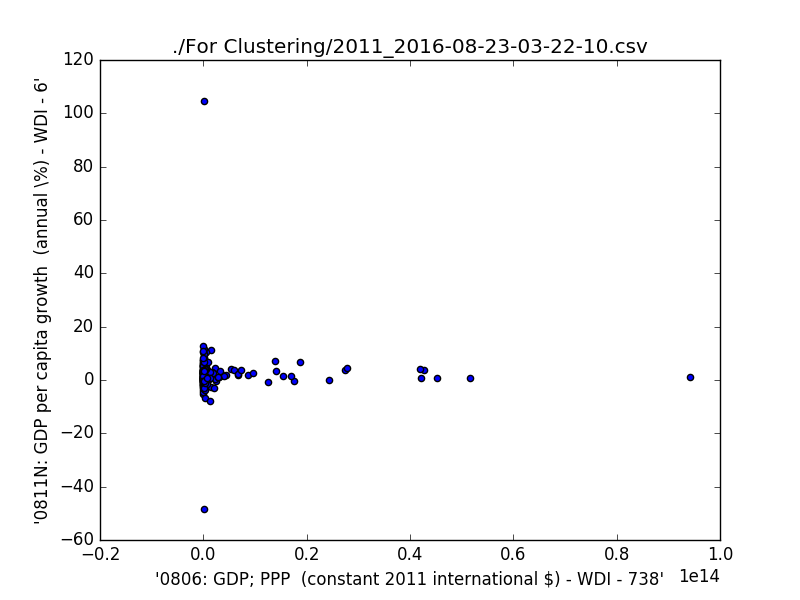 ./For Clustering/2011_2016-08-23-03-22-10.csv
120
100
80
60
40
20
0
−20
−40
−60
'0811N: GDP per capita growth  (annual \%) - WDI - 6'
−0.2 0.0 0.2 0.4 0.6 0.8 1.0
1e14
'0806: GDP; PPP  (constant 2011 international $) - WDI - 738'